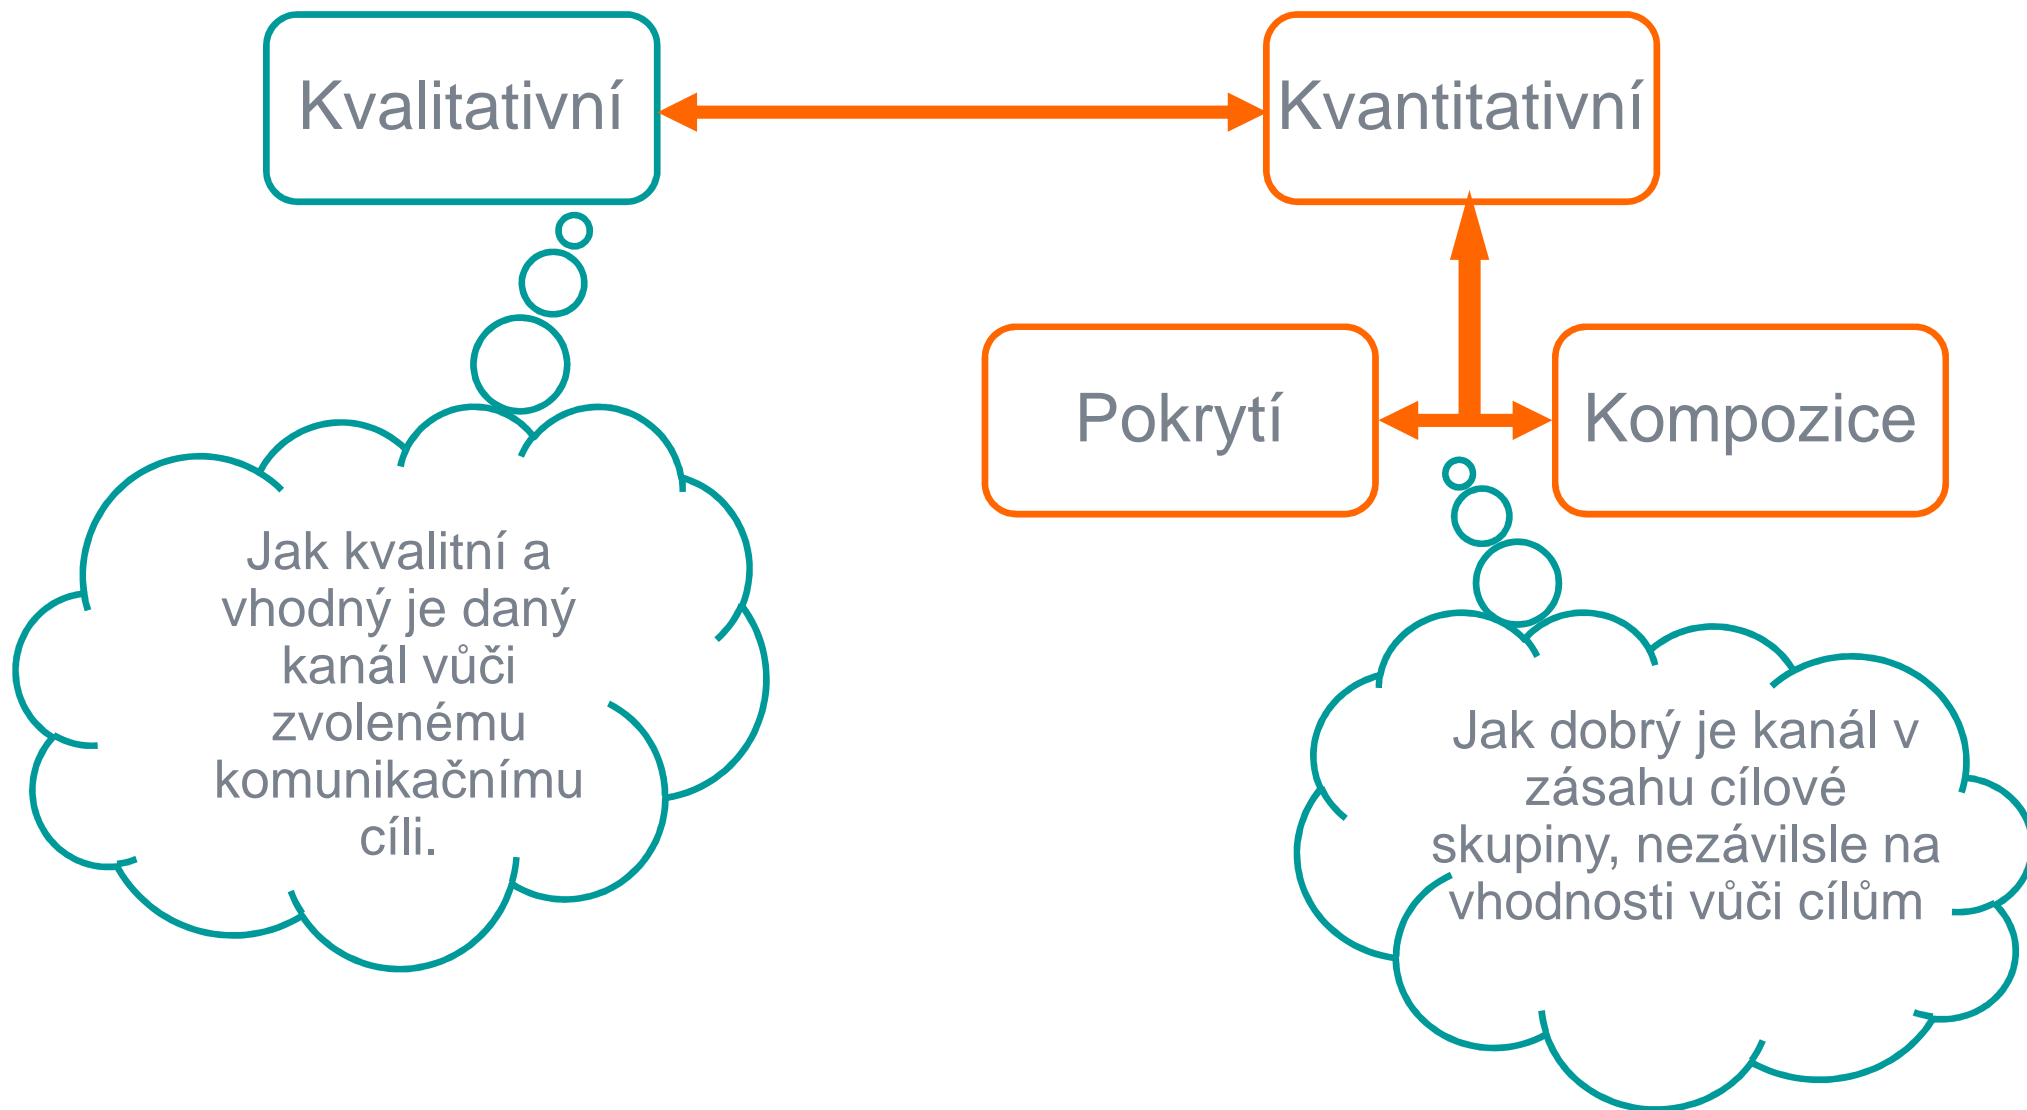 Kvalitativní
Kvantitativní
Pokrytí
Kompozice
Jak kvalitní a
vhodný je daný
kanál vůči
zvolenému
komunikačnímu
cíli.
Jak dobrý je kanál v
zásahu cílové
skupiny, nezávilsle na
vhodnosti vůči cílům